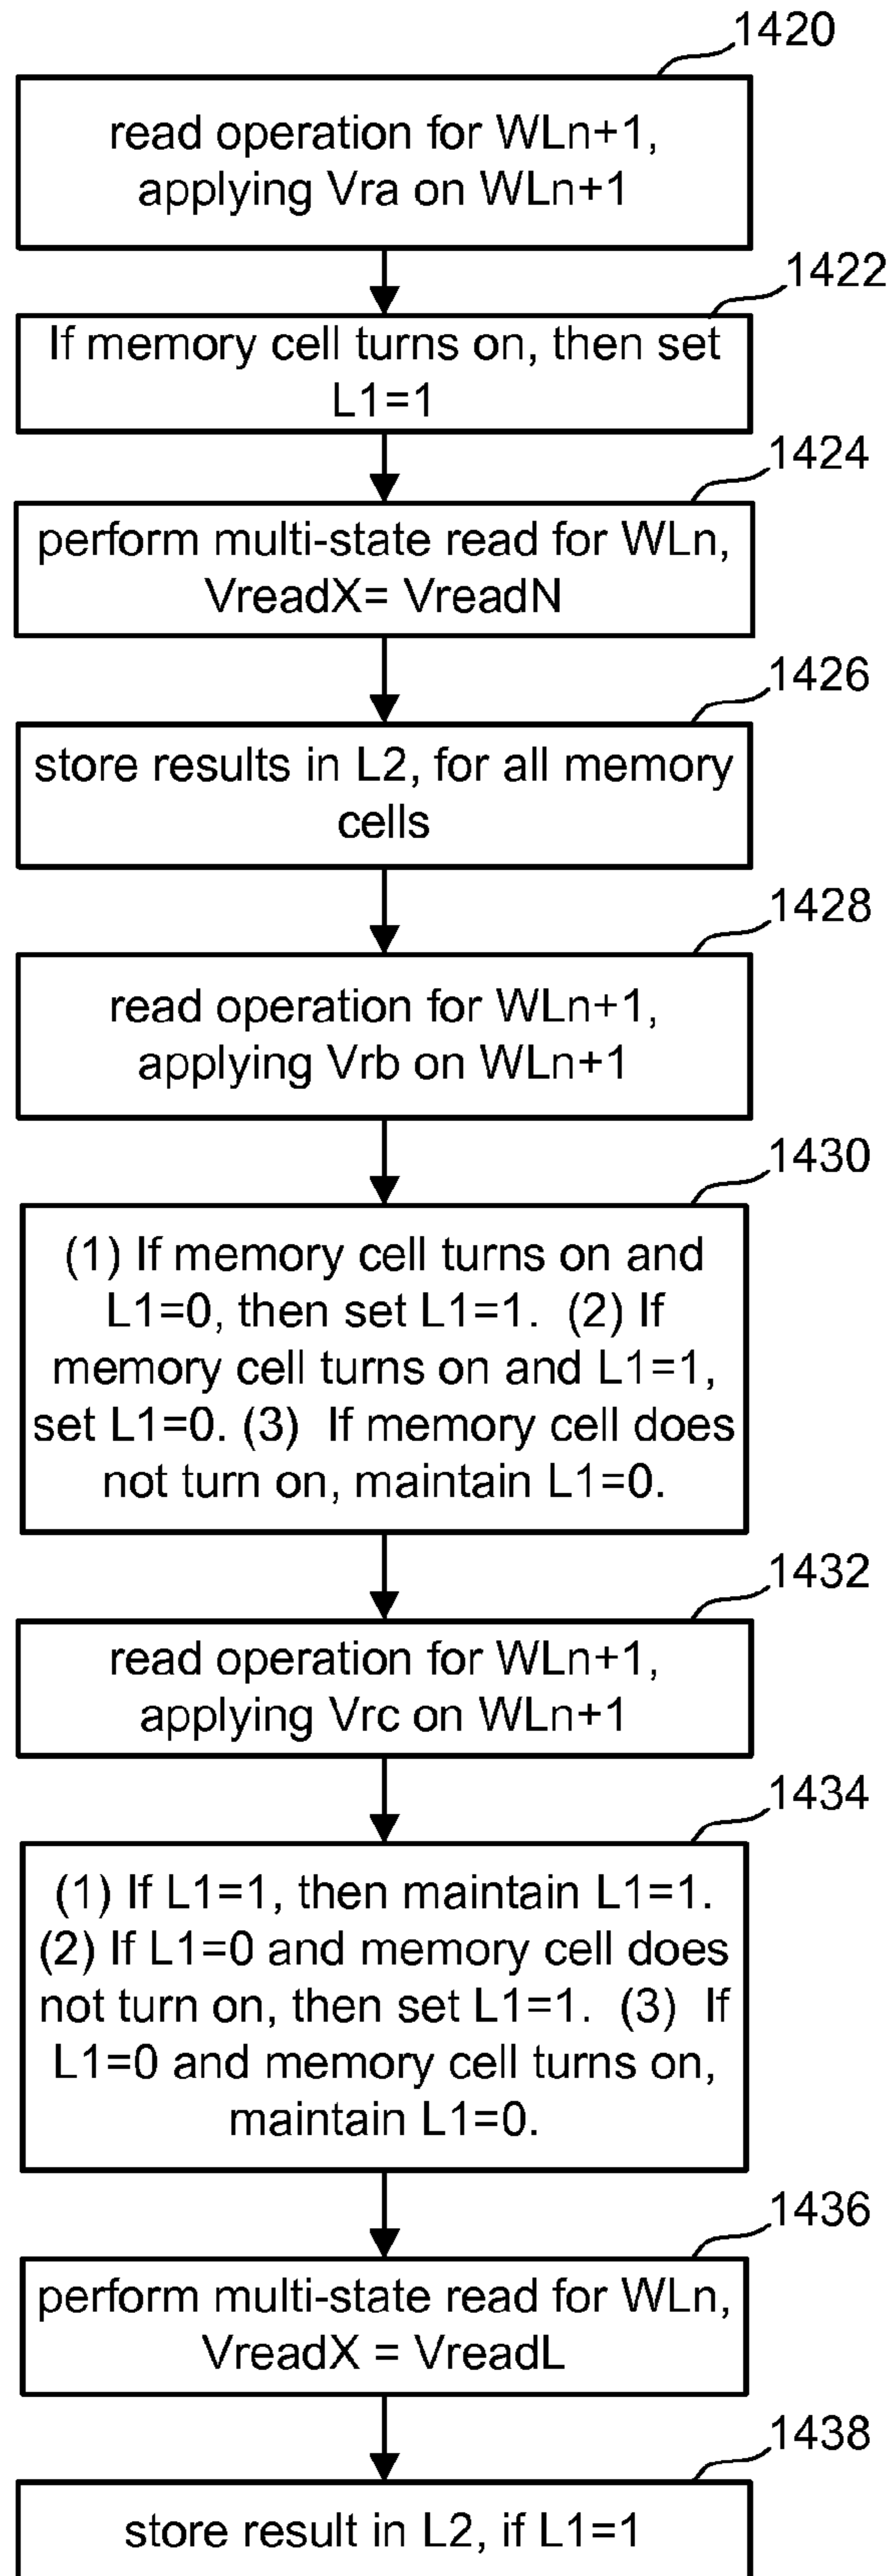 1420
read operation for WLn+1,
applying Vra on WLn+1
1422
If memory cell turns on, then set
L1=1
1424
perform multi-state read for WLn,
VreadX= VreadN
1426
store results in L2, for all memory
cells
1428
read operation for WLn+1,
applying Vrb on WLn+1
1430
(1) If memory cell turns on and
L1=0, then set L1=1. (2) If
memory cell turns on and L1=1,
set L1=0. (3) If memory cell does
not turn on, maintain L1=0.
1432
read operation for WLn+1,
applying Vrc on WLn+1
1434
(1) If L1=1, then maintain L1=1.
(2) If L1=0 and memory cell does
not turn on, then set L1=1. (3) If
L1=0 and memory cell turns on,
maintain L1=0.
1436
perform multi-state read for WLn,
VreadX = VreadL
1438
store result in L2, if L1=1